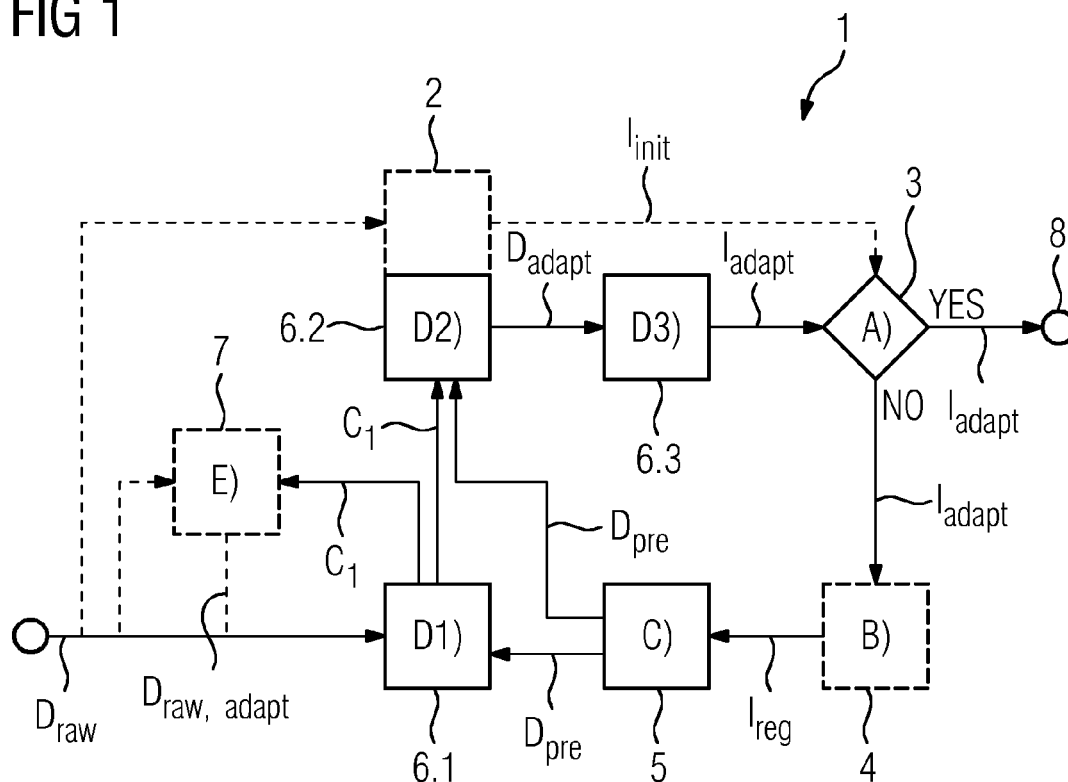 FIG 1
1
2
I_init
3
8
D_adapt
I_adapt
YES
6.2
D2)
D3)
A)
7
NO
I_adapt
C_1
6.3
E)
I_adapt
C_1
D_pre
D1)
C)
B)
D_raw
D_raw, adapt
D_pre
I_reg
6.1
5
4